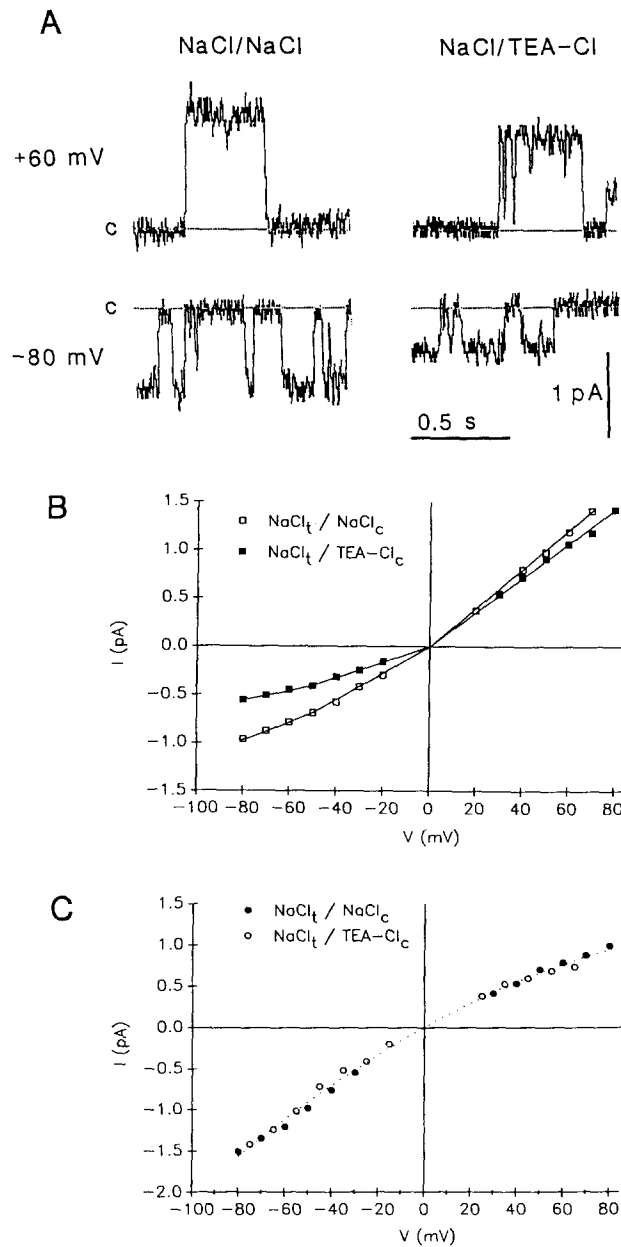 A
NaCl/NaCl
NaCl/TEA-Cl
+60 mV
c
c
-80 mV
1 pA
0.5 s
B
1.5
1.0
0.5
0.0
-0.5
-1.0
-1.5
I (pA)
NaClt / NaClc
NaClt / TEA-Clc
-100 -80 -60 -40 -20 0 20 40 60 80
V (mV)
C
1.5
1.0
0.5
0.0
-0.5
-1.0
-1.5
-2.0
I (pA)
NaClt / NaClc
NaClt / TEA-Clc
-100 -80 -60 -40 -20 0 20 40 60 80
V (mV)